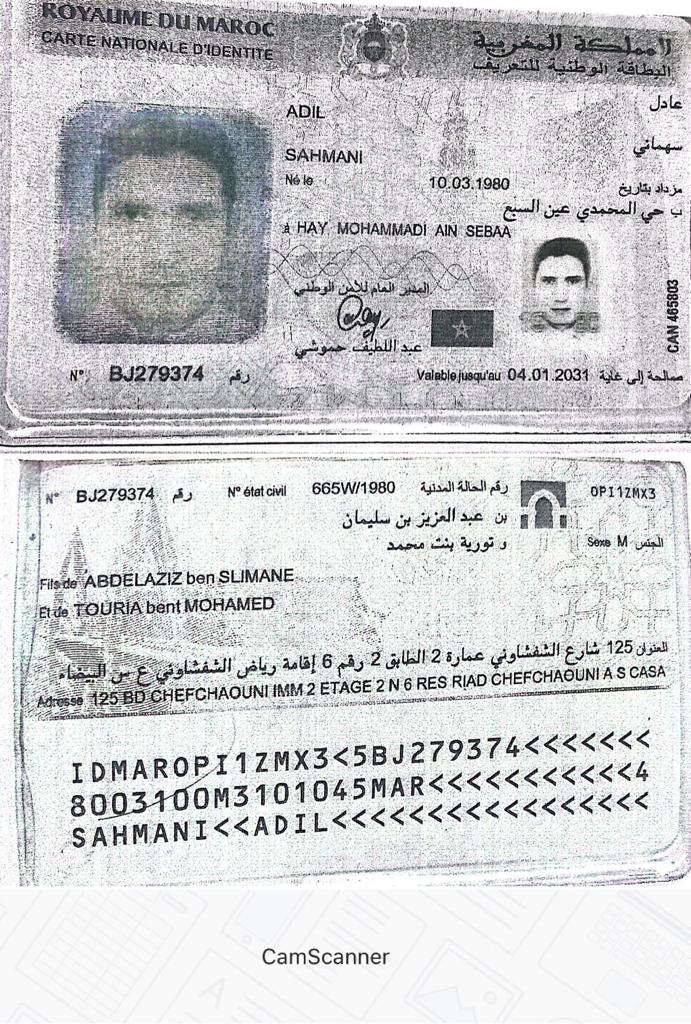 ROYAUME DU MAROC
CARTE NATIONALE D'IDENTITE
المملكة المغربية
البطاقة الوطنية للتعريف
ADIL
عادل
SAHMANI
سهماني
Né le 10.03.1980 مزداد بتاريخ
ب حي المحمدي عين السبع
à HAY MOHAMMADI AIN SEBAA
المدير العام للأمن الوطني
عبد اللطيف حموشي
CAN 465803
N° BJ279374 رقم
Valable jusqu'au 04.01.2031 صالحة إلى غاية
N° BJ279374 رقم
N° état civil 665W/1980 رقم الحالة المدنية
OPI1ZMX3
بن عبد العزيز بن سليمان
و تورية بنت محمد
Sexe M الجنس
Fils de ABDELAZIZ ben SLIMANE
Et de TOURIA bent MOHAMED
العنوان 125 شارع الشفشاوني عمارة 2 الطابق 2 رقم 6 إقامة رياض الشفشاوني ع س البيضاء
Adresse 125 BD CHEFCHAOUNI IMM 2 ETAGE 2 N 6 RES RIAD CHEFCHAOUNI A S CASA
IDMAROPI1ZMX3<5BJ279374<<<<<<<
8003100M3101045MAR<<<<<<<<<<<4
SAHMANI<<ADIL<<<<<<<<<<<<<<<<<
CamScanner